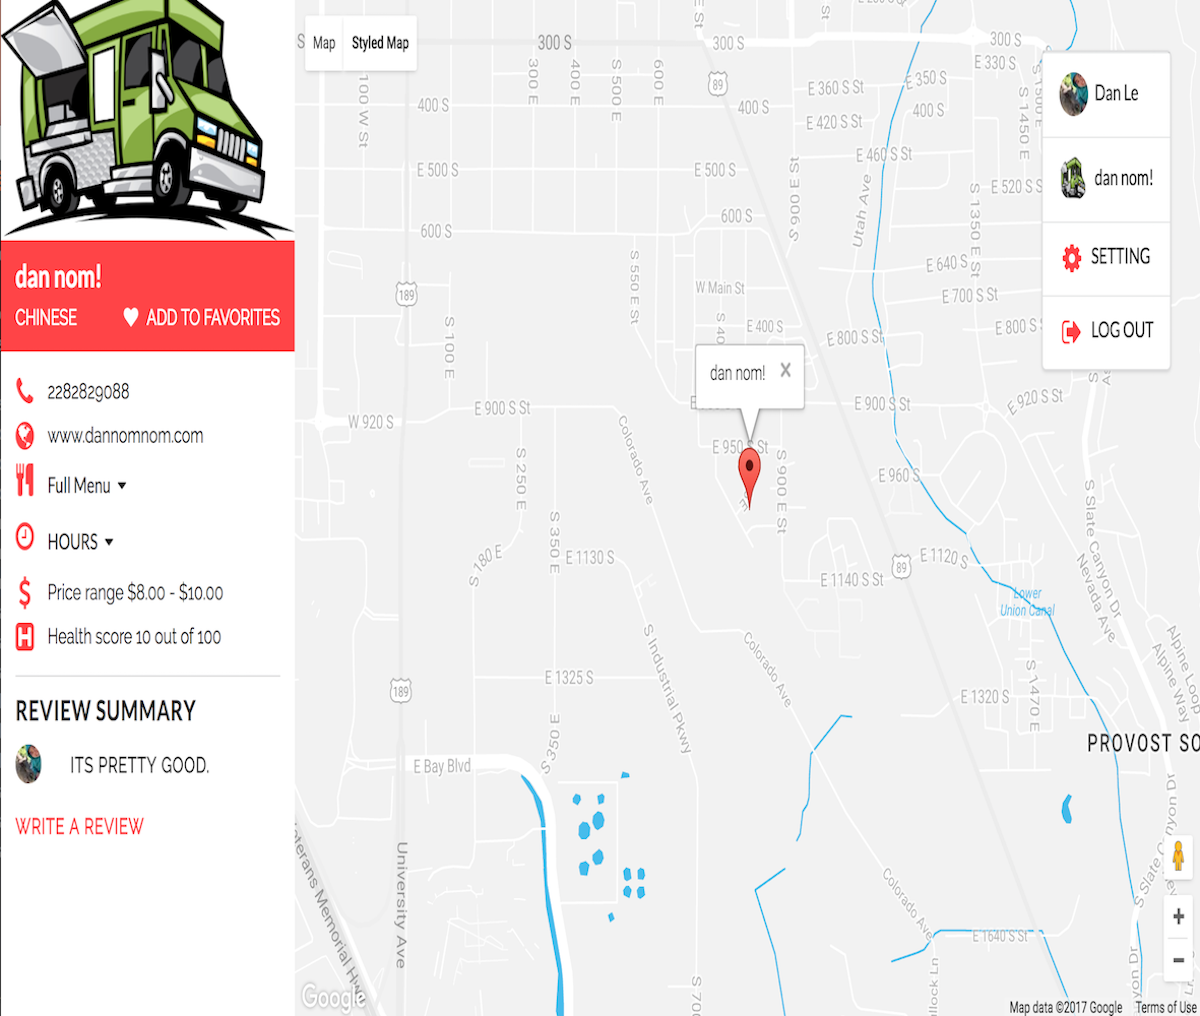 dan nom!
CHINESE
ADD TO FAVORITES
2282829088
www.dannomnom.com
Full Menu
HOURS
Price range $8.00 - $10.00
Health score 10 out of 100
REVIEW SUMMARY
ITS PRETTY GOOD.
WRITE A REVIEW
Map
Styled Map
Dan Le
dan nom!
SETTING
LOG OUT
dan nom!
300 S
300 S
300 S
E 330 S
E 350 S
E 360 S St
400 S
400 S
400 S
E 420 S St
E 460 S St
E 500 S
E 500 S
E 520 S
600 S
600 S
100 W St
300 E
400 E
S 500 E
600 E
S 900 E
Utah Ave
S 1350 E St
S 1450 E
S 1500 E
89
189
S 550 E St
W Main St
E 400 S
E 640 S
E 700 S St
E 800 S St
E 800 S
S 100 E
W 920 S
E 900 S St
E 900 S St
E 920 S St
E 950 S St
E 960 S
S 900 E St
Colorado Ave
S 250 E
S 350 E
S 180 E
E 1130 S
E 1140 S St
89
E 1120 S
Lower
Union Canal
S Slate Canyon Dr
Nevada Ave
Alpine Loop
Alpine Way
S Industrial Pkwy
Colorado Ave
E 1325 S
189
S 350 E
E 1320 S
S 1470 E
PROVOST SO
E Bay Blvd
University Ave
Veterans Memorial Hwy
Colorado Ave
E 1640 S St
S 700
Google
Map data ©2017 Google
Terms of Use